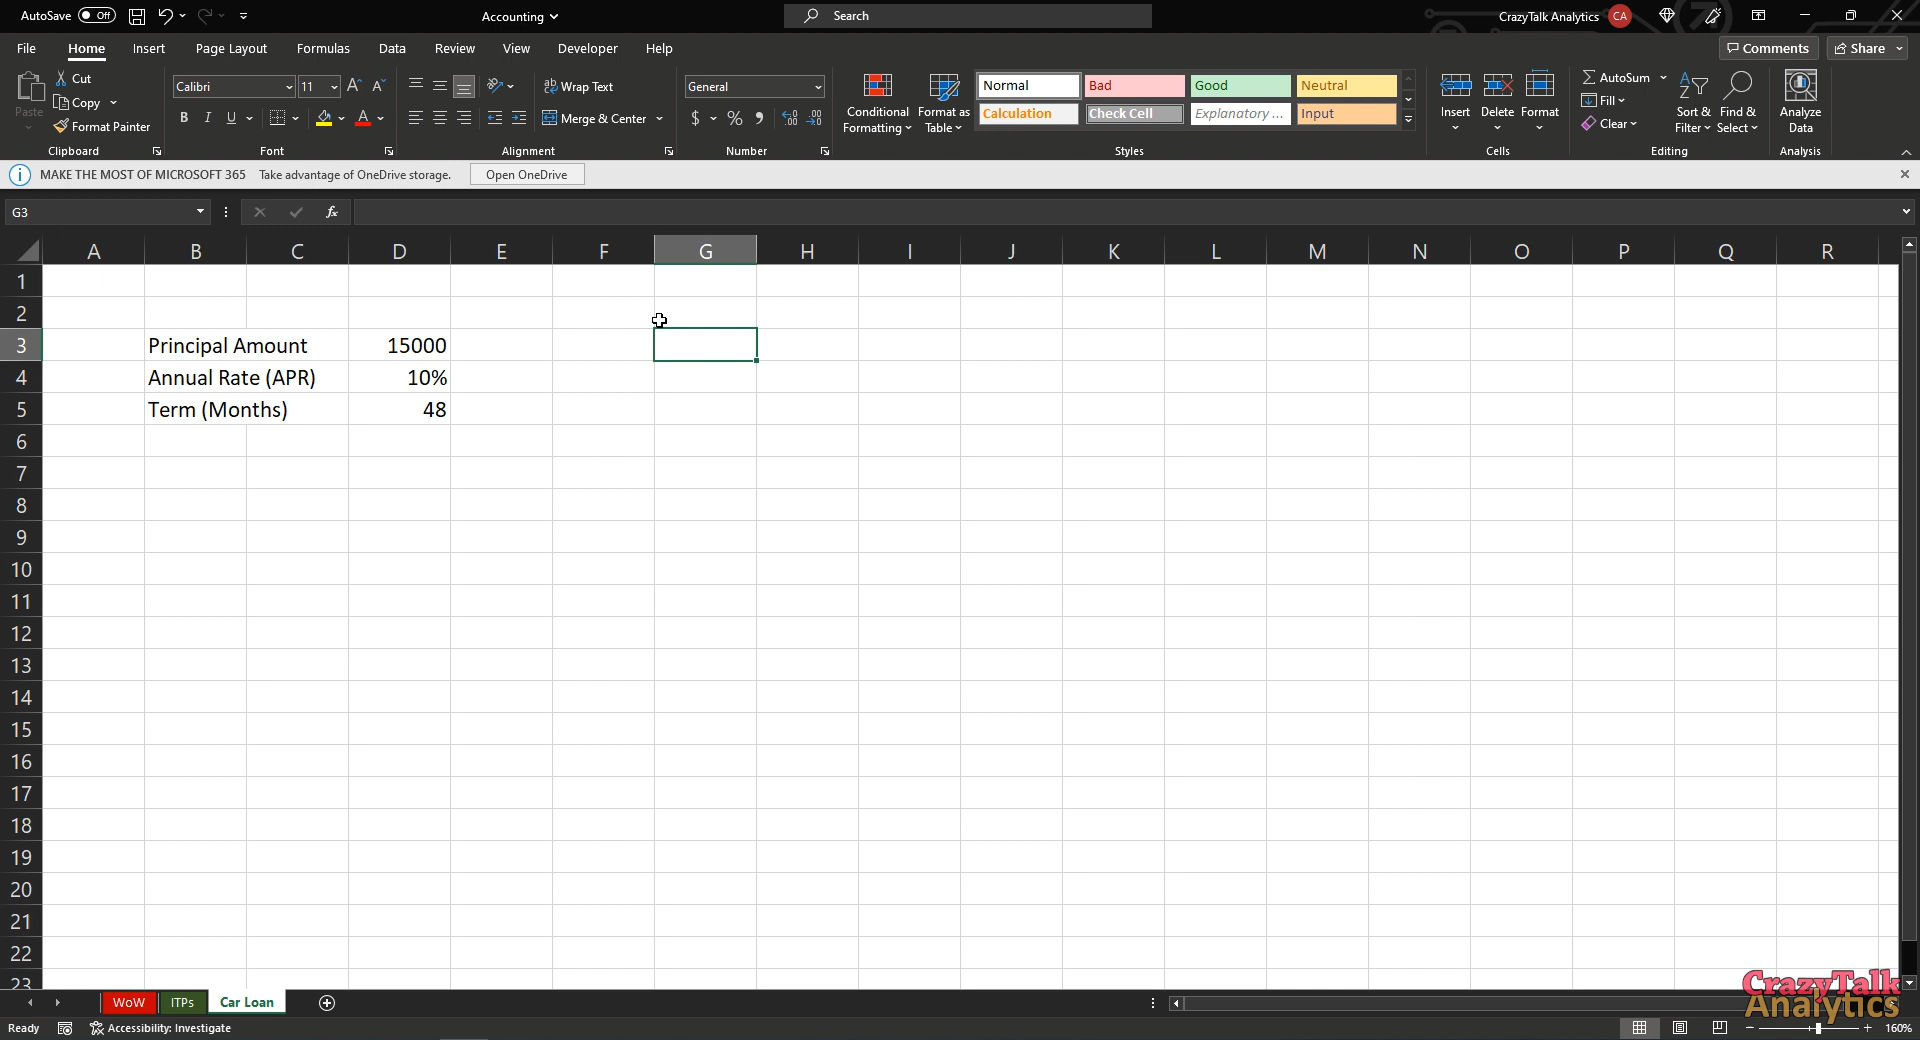 AutoSave Off Accounting Search CrazyTalk Analytics CA
File Home Insert Page Layout Formulas Data Review View Developer Help Comments Share
Paste
Cut
Copy
Format Painter
Clipboard
Calibri 11 A A
B I U A
Font
ab Wrap Text
Merge & Center
Alignment
General
$ % 9 .00 .00
Number
Conditional
Formatting
Format as
Table
Normal Bad Good Neutral
Calculation Check Cell Explanatory ... Input
Styles
Insert Delete Format
Cells
AutoSum
Fill
Clear
Sort &
Filter
Find &
Select
Editing
Analyze
Data
Analysis
MAKE THE MOST OF MICROSOFT 365 Take advantage of OneDrive storage. Open OneDrive
G3 fx
A B C D E F G H I J K L M N O P Q R
1
2
3 Principal Amount 15000
4 Annual Rate (APR) 10%
5 Term (Months) 48
6
7
8
9
10
11
12
13
14
15
16
17
18
19
20
21
22
23
WoW ITPs Car Loan
CrazyTalk
Analytics
Ready Accessibility: Investigate 160%